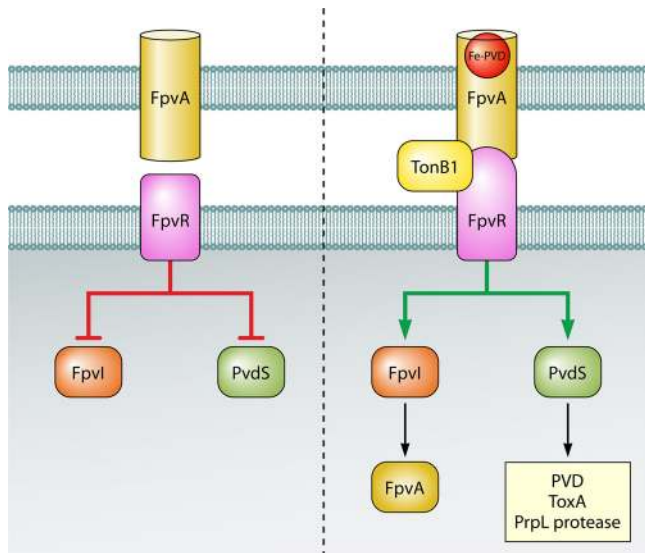 FpvA
FpvR
FpvI
PvdS
Fe-PVD
FpvA
TonB1
FpvR
FpvI
PvdS
FpvA
PVD
ToxA
PrpL protease